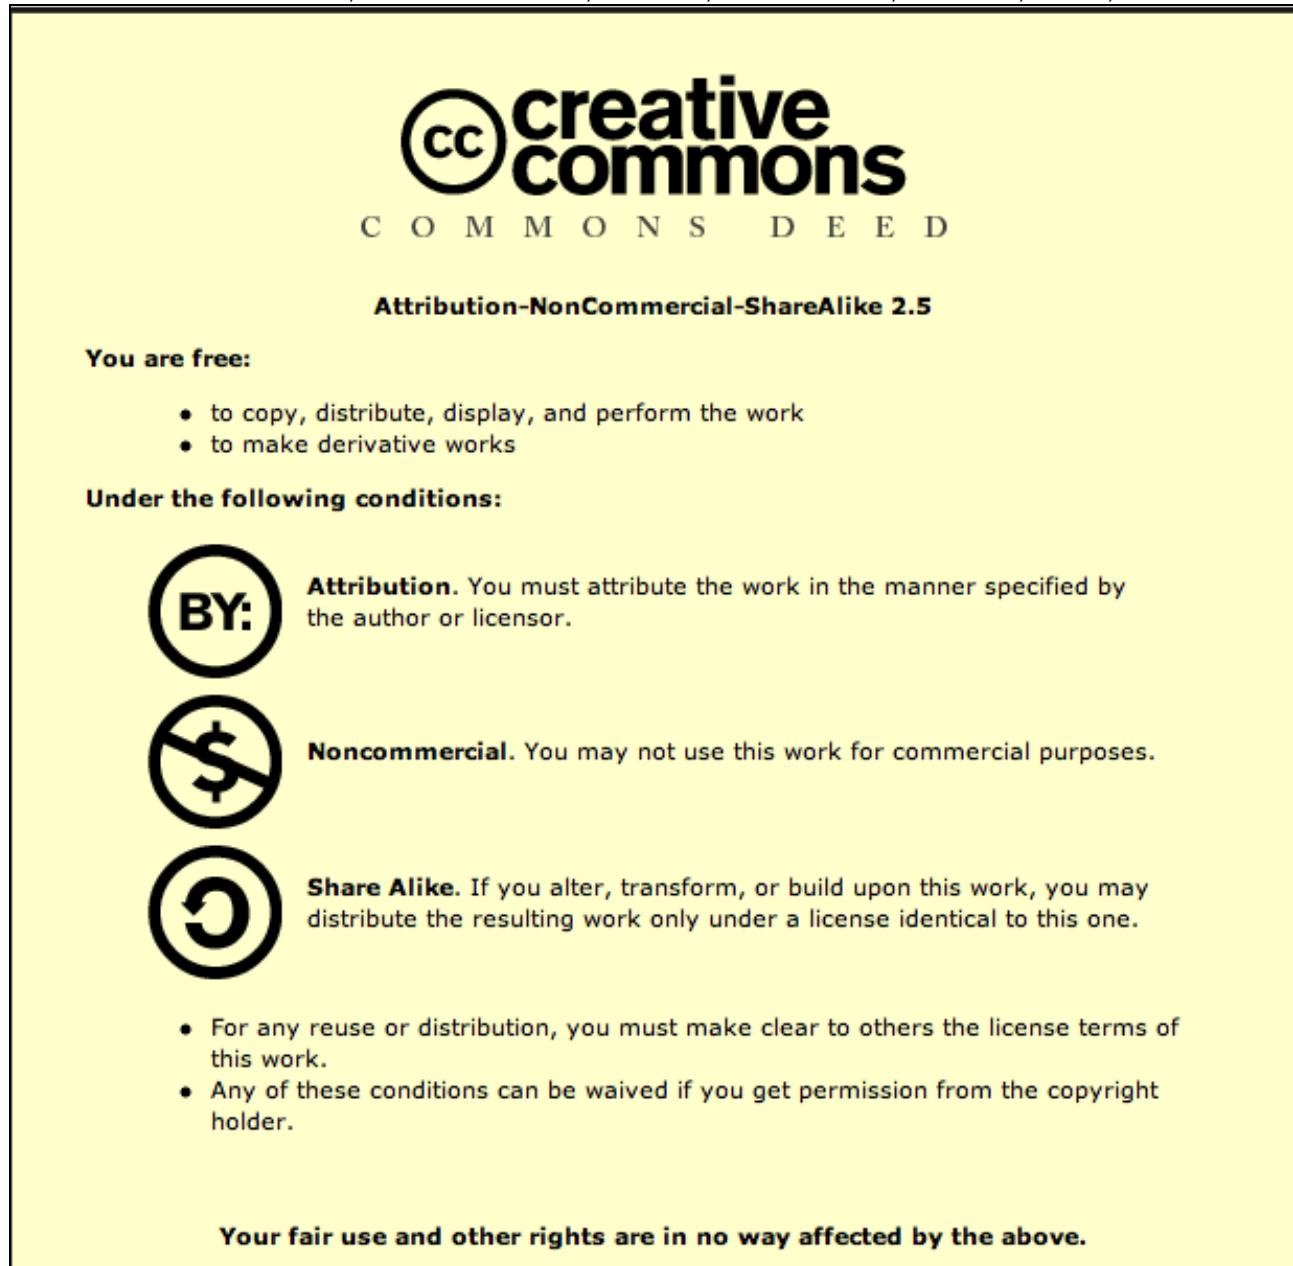 cc creative
commons
COMMONS DEED
Attribution-NonCommercial-ShareAlike 2.5
You are free:
• to copy, distribute, display, and perform the work
• to make derivative works
Under the following conditions:
BY:
Attribution. You must attribute the work in the manner specified by
the author or licensor.
$
Noncommercial. You may not use this work for commercial purposes.
Share Alike. If you alter, transform, or build upon this work, you may
distribute the resulting work only under a license identical to this one.
• For any reuse or distribution, you must make clear to others the license terms of
this work.
• Any of these conditions can be waived if you get permission from the copyright
holder.
Your fair use and other rights are in no way affected by the above.